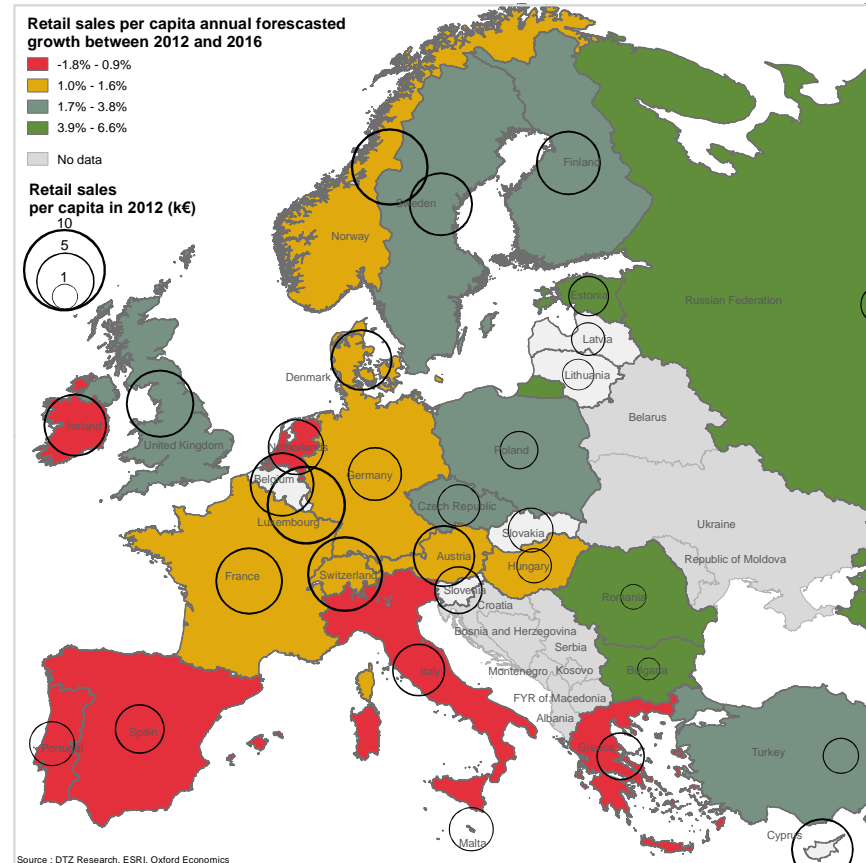 Retail sales per capita annual forecasted
growth between 2012 and 2016
-1.8% - 0.9%
1.0% - 1.6%
1.7% - 3.8%
3.9% - 6.6%
No data
Retail sales
per capita in 2012 (k€)
10
5
1
Finland
Sweden
Norway
Estonia
Russian Federation
Latvia
Denmark
Lithuania
Belarus
Ireland
United Kingdom
Netherlands
Poland
Belgium
Germany
Czech Republic
Luxembourg
Ukraine
Slovakia
Austria
Republic of Moldova
Hungary
France
Switzerland
Slovenia
Romania
Croatia
Bosnia and Herzegovina
Serbia
Italy
Montenegro
Kosovo
Bulgaria
FYR of Macedonia
Albania
Spain
Portugal
Greece
Turkey
Malta
Cyprus
Source : DTZ Research, ESRI, Oxford Economics